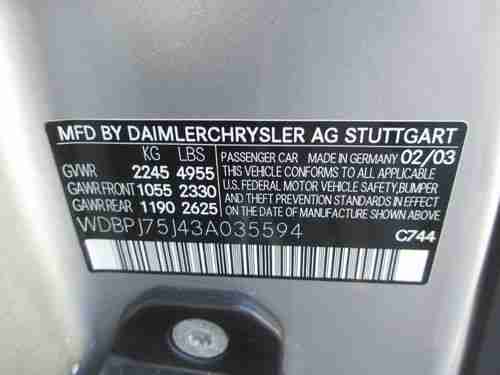 MFD BY DAIMLERCHRYSLER AG STUTTGART
KG LBS
GVWR 2245 4955
GAWR FRONT 1055 2330
GAWR REAR 1190 2625
PASSENGER CAR MADE IN GERMANY 02/03
THIS VEHICLE CONFORMS TO ALL APPLICABLE
U.S. FEDERAL MOTOR VEHICLE SAFETY, BUMPER
AND THEFT PREVENTION STANDARDS IN EFFECT
ON THE DATE OF MANUFACTURE SHOWN ABOVE.
WDBPJ75J43A035594
C744